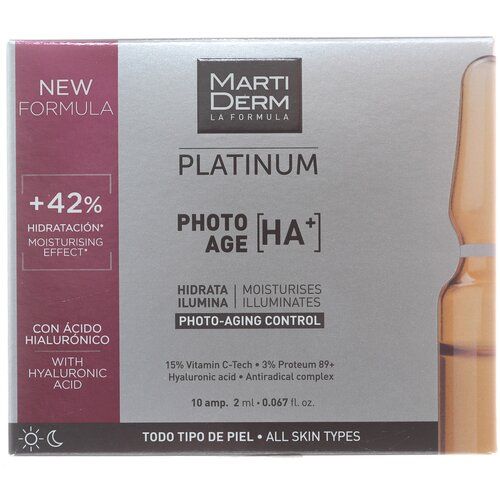 NEW
FORMULA
+42%
HIDRATACIÓN*
MOISTURISING
EFFECT*
CON ÁCIDO
HIALURÓNICO
WITH
HYALURONIC
ACID
MARTI
DERM
LA FORMULA
PLATINUM
PHOTO
AGE [HA+]
HIDRATA | MOISTURISES
ILUMINA | ILLUMINATES
PHOTO-AGING CONTROL
15% Vitamin C-Tech • 3% Proteum 89+
Hyaluronic acid • Antiradical complex
10 amp. 2 ml • 0.067 fl. oz.
TODO TIPO DE PIEL • ALL SKIN TYPES